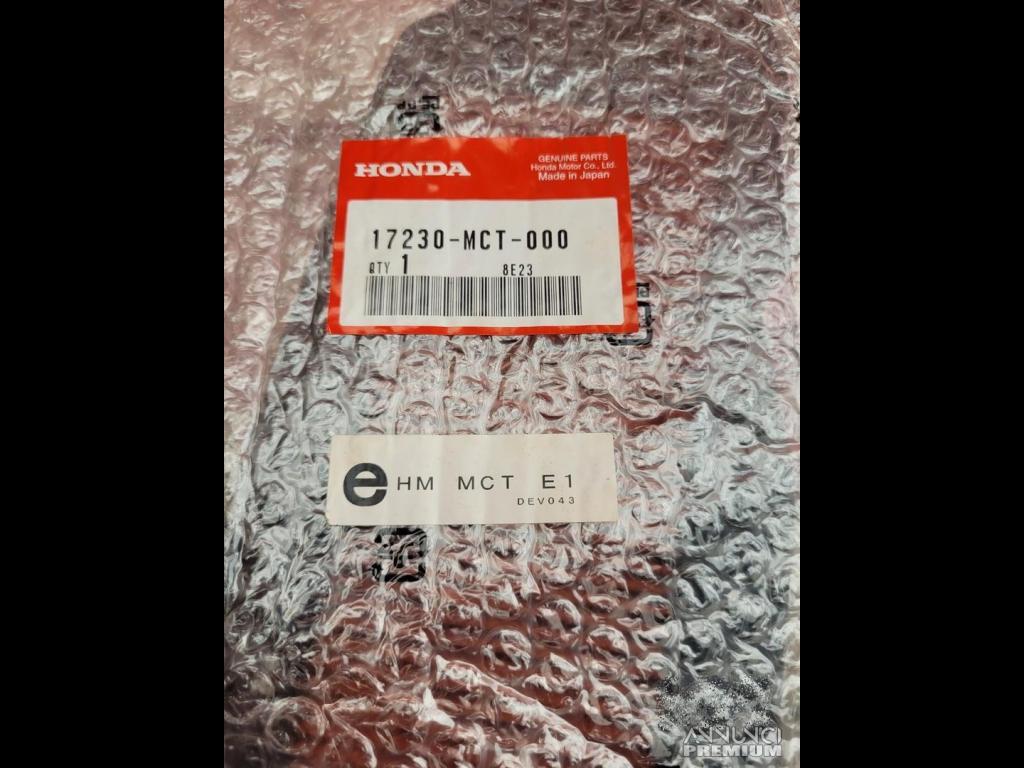 HONDA
GENUINE PARTS
Honda Motor Co., Ltd.
Made in Japan
17230-MCT-000
QTY 1 8E23
e HM MCT E1
DEV043
ANNUNCI
PREMIUM